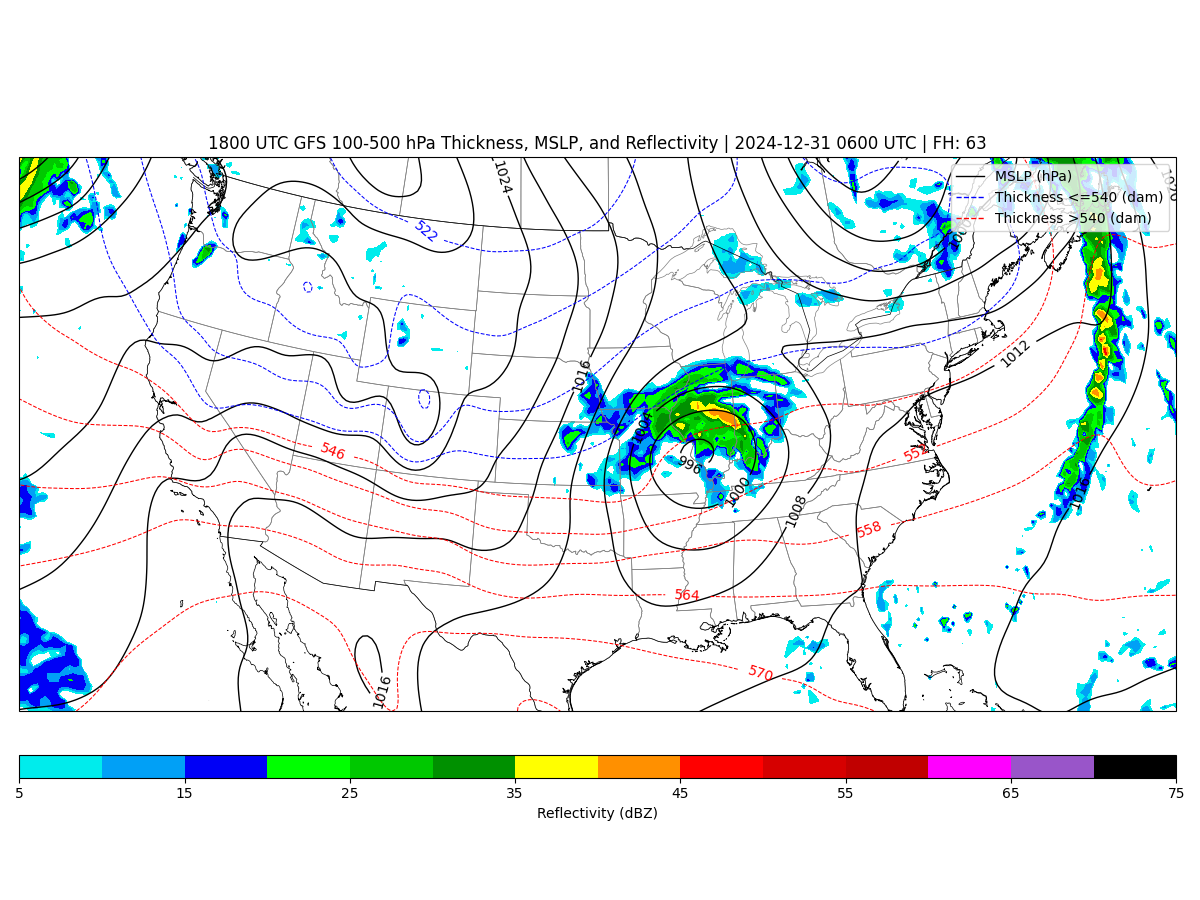 1800 UTC GFS 100-500 hPa Thickness, MSLP, and Reflectivity | 2024-12-31 0600 UTC | FH: 63
MSLP (hPa)
Thickness <=540 (dam)
Thickness >540 (dam)
1024
1020
522
1016
1012
546
996
1000
1008
552
558
1016
564
570
1016
5 15 25 35 45 55 65 75
Reflectivity (dBZ)